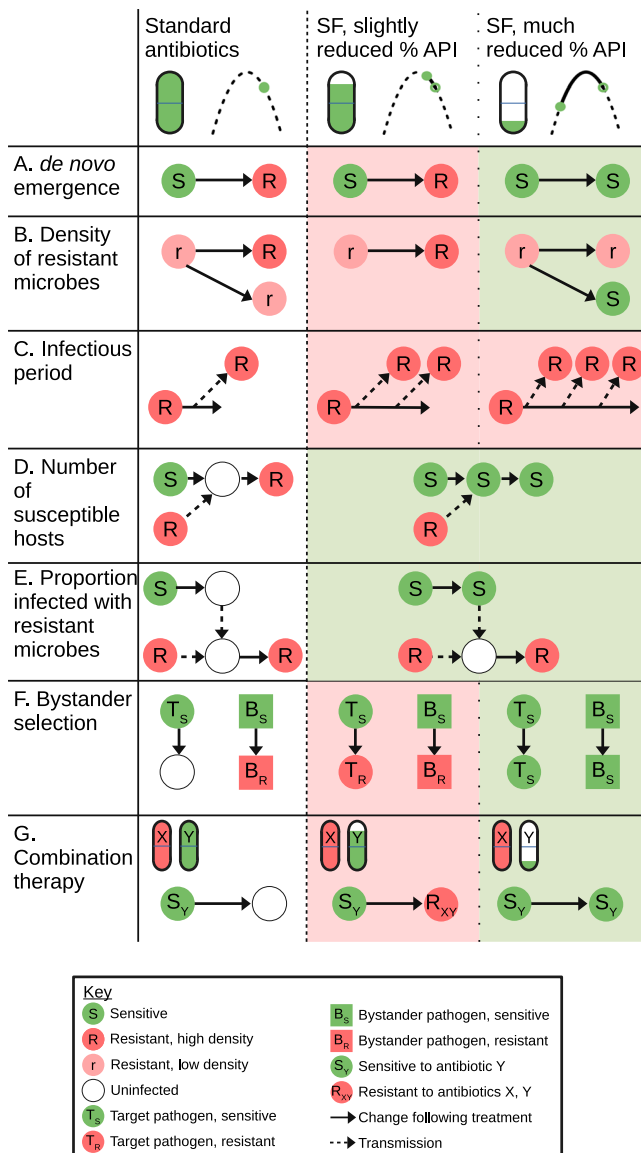 Standard
antibiotics
SF, slightly
reduced % API
SF, much
reduced % API
A. de novo
emergence
S R
S R
S S
B. Density
of resistant
microbes
r R
r
r R
r r
S
C. Infectious
period
R
R
R R
R
R R R
R
D. Number
of
susceptible
hosts
S R
R
S S S
R
E. Proportion
infected with
resistant
microbes
S
R R
S S
R R
F. Bystander
selection
TS BS
BR
TS BS
TR BR
TS BS
TS BS
G.
Combination
therapy
X Y
SY
X Y
SY RXY
X Y
SY SY
Key
S Sensitive
R Resistant, high density
r Resistant, low density
Uninfected
TS Target pathogen, sensitive
TR Target pathogen, resistant
BS Bystander pathogen, sensitive
BR Bystander pathogen, resistant
SY Sensitive to antibiotic Y
RXY Resistant to antibiotics X, Y
Change following treatment
Transmission